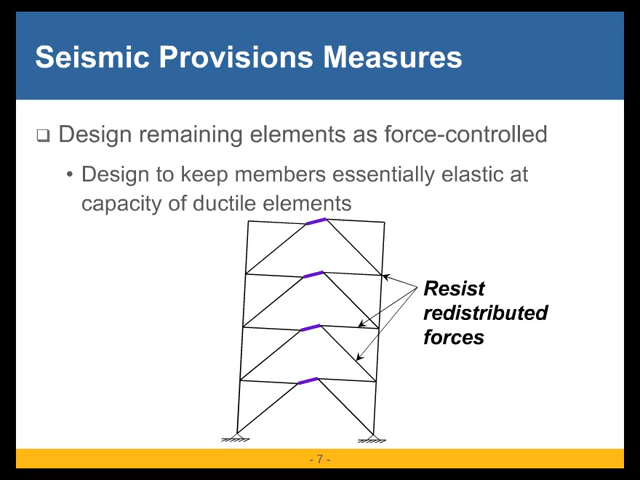 Seismic Provisions Measures
❑ Design remaining elements as force-controlled
• Design to keep members essentially elastic at
capacity of ductile elements
Resist
redistributed
forces
- 7 -